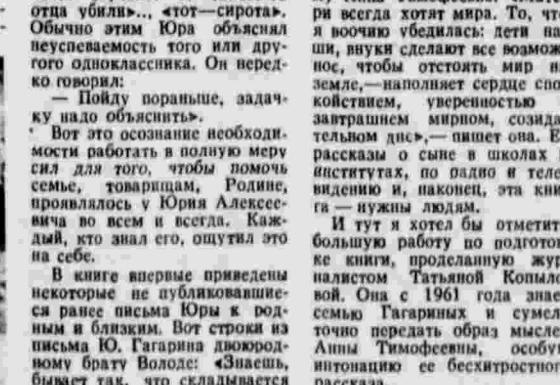 отца убили»..., «тот—сирота».
Обычно этим Юра объяснял
неуспеваемость того или дру-
гого одноклассника. Он неред-
ко говорил:
— Пойду пораньше, задач-
ку надо объяснить».
Вот это осознание необходи-
мости работать в полную меру
сил для того, чтобы помочь
семье, товарищам, Родине,
проявлялось у Юрия Алексее-
вича во всем и всегда. Каж-
дый, кто знал его, ощутил это
на себе.
В книге впервые приведены
некоторые не публиковавшие-
ся ранее письма Юры к род-
ным и близким. Вот строки из
письма Ю. Гагарина двоюрод-
ному брату Володе: «Знаешь,
бывает так, что складывается
ри всегда хотят мира. То, чт
я воочию убедилась: дети на
ши, внуки сделают все возмож
ное, чтобы отстоять мир н
земле,—наполняет сердце спо
койствием, уверенностью
завтрашнем мирном, созида
тельном дне»,— пишет она.
рассказы о сыне в школах
институтах, по радио и теле
видению и, наконец, эта кни
га — нужны людям.
И тут я хотел бы отметит
большую работу по подготов
ке книги, проделанную жур
налистом Татьяной Копыло
вой. Она с 1961 года знае
семью Гагариных и сумел
точно передать образ мысле
Анны Тимофеевны, особу
интонацию ее бесхитростно
рассказа.